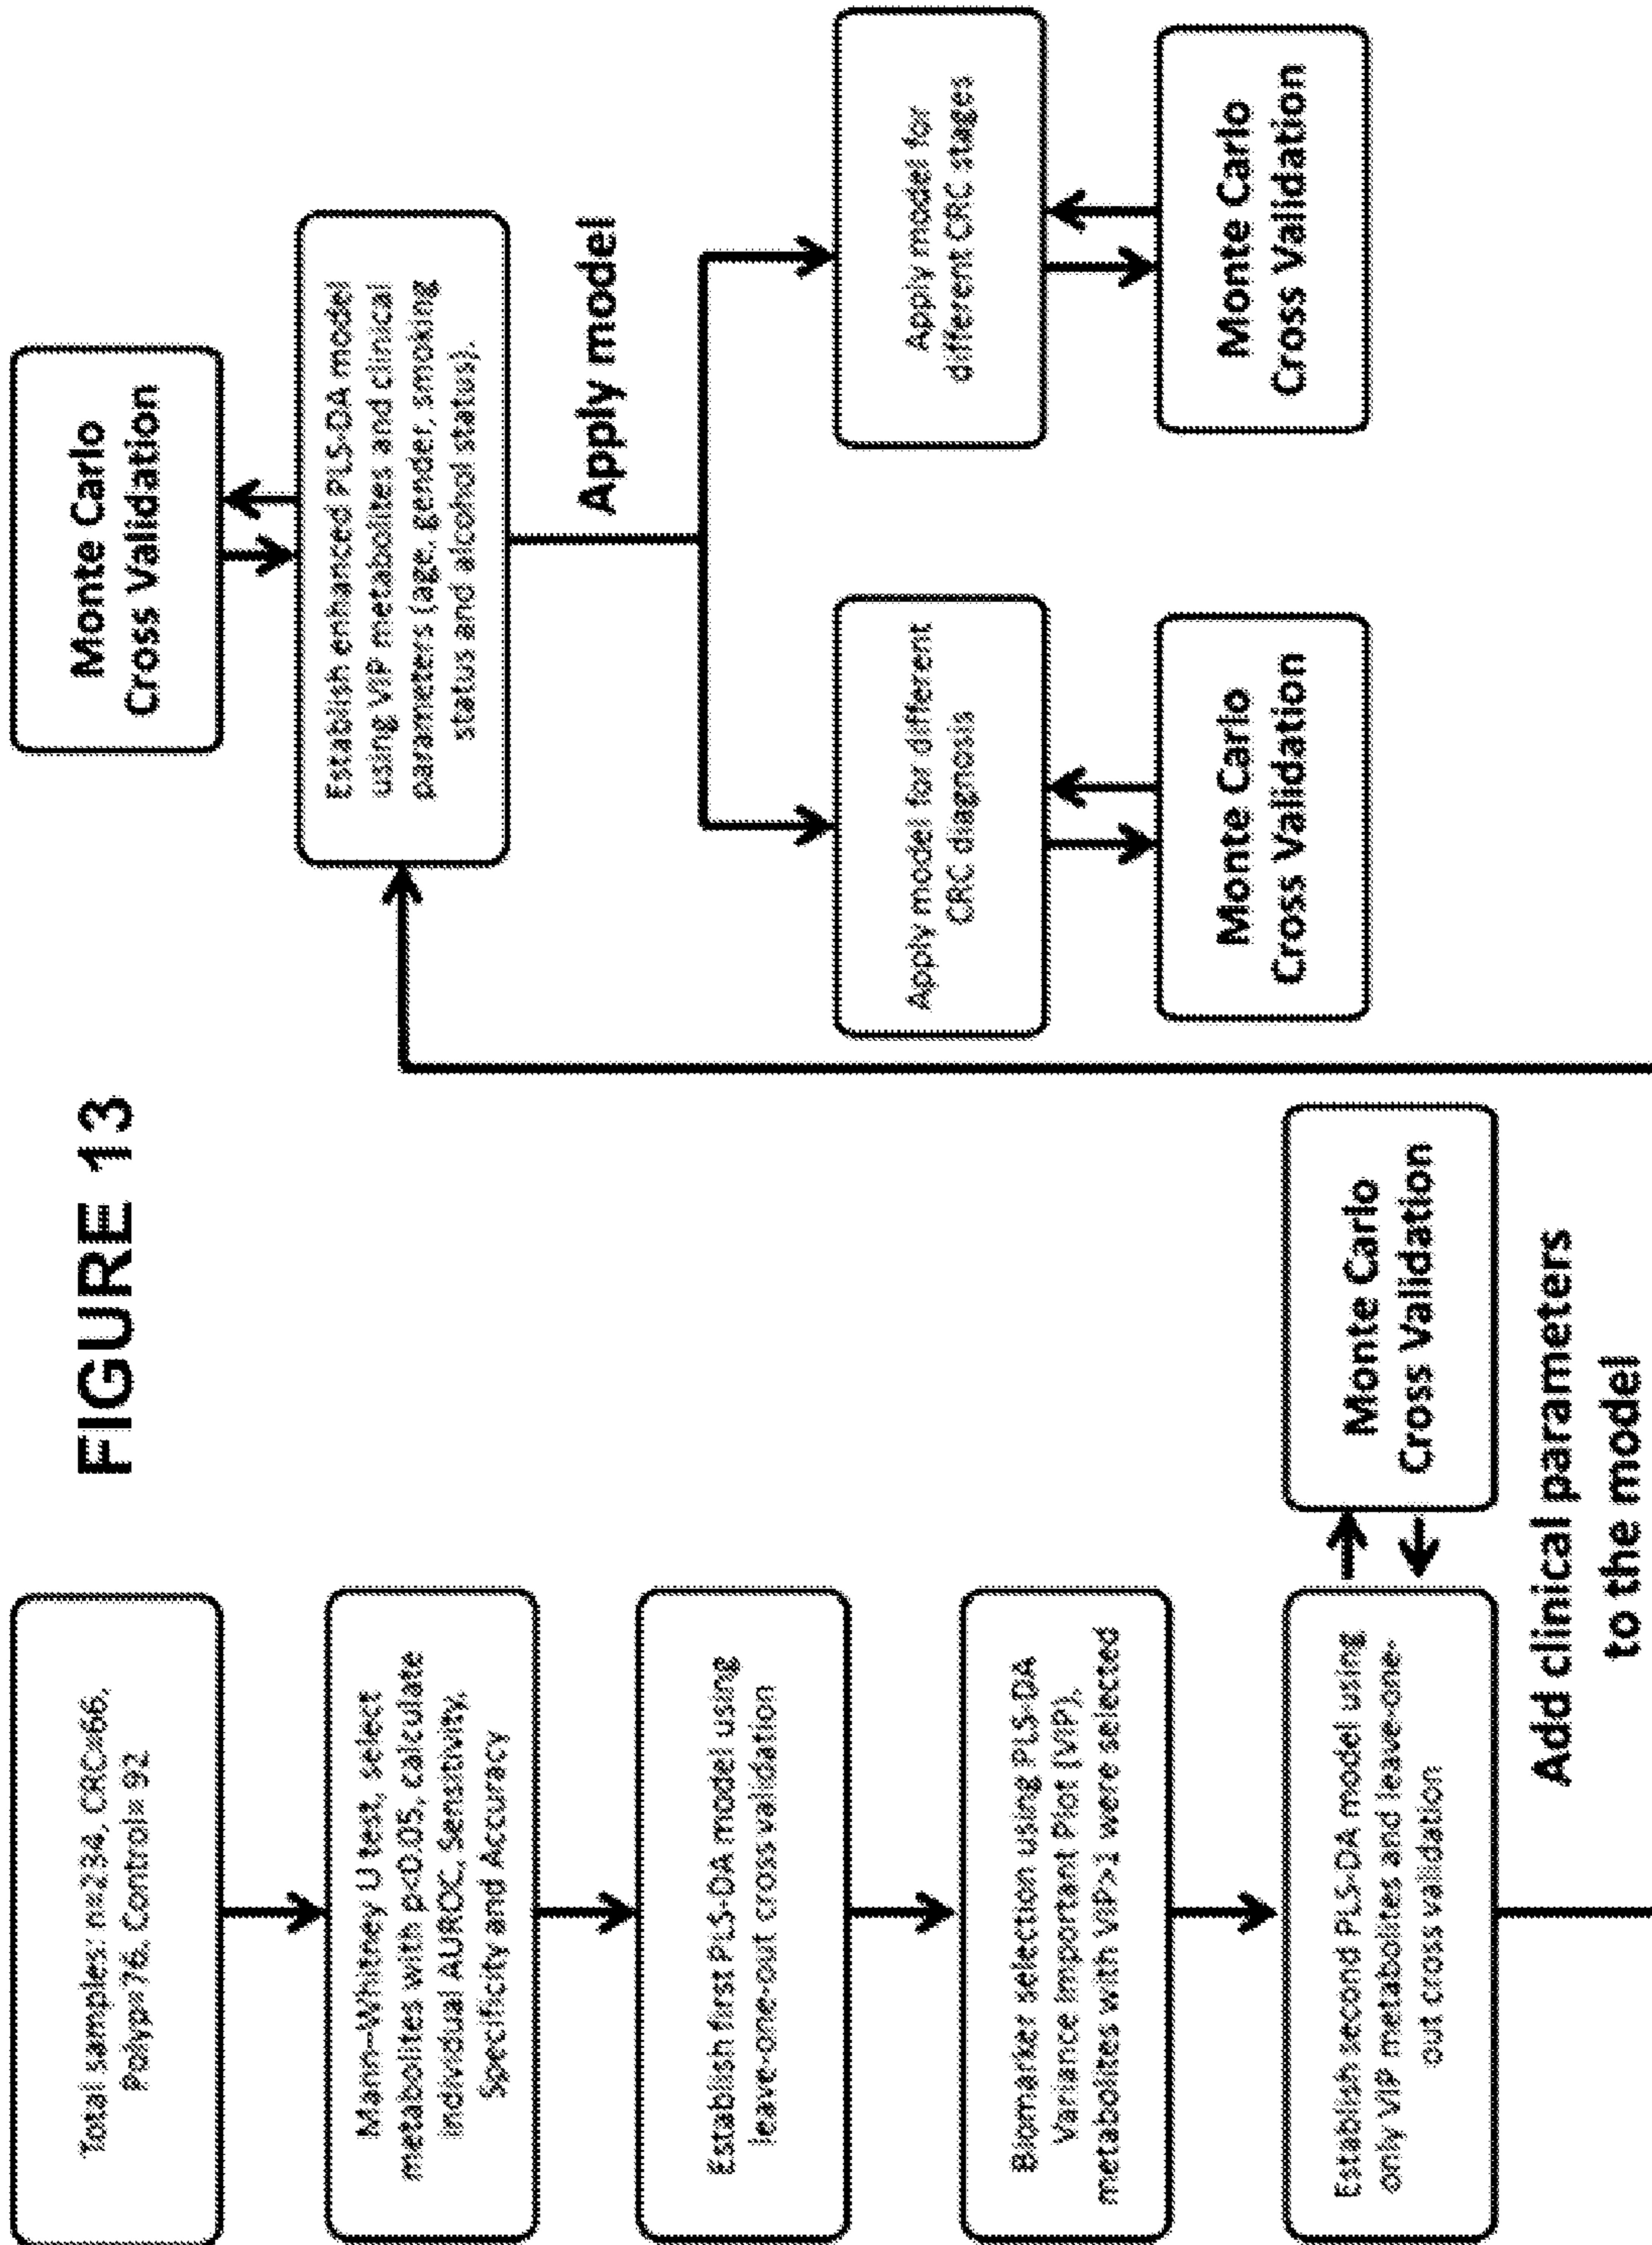 FIGURE 13
Total samples: n=234, CRC=66,
Polyp=76, Control= 92
Mann-Whitney U test, select
metabolites with p<0.05, calculate
individual AUROC, Sensitivity,
Specificity and Accuracy
Establish first PLS-DA model using
leave-one-out cross validation
Biomarker selection using PLS-DA
Variance Important Plot (VIP),
metabolites with VIP>1 were selected
Establish second PLS-DA model using
only VIP metabolites and leave-one-
out cross validation
Monte Carlo
Cross Validation
Add clinical parameters
to the model
Monte Carlo
Cross Validation
Establish enhanced PLS-DA model
using VIP metabolites and clinical
parameters (age, gender, smoking
status and alcohol status).
Apply model
Apply model for different
CRC diagnosis
Monte Carlo
Cross Validation
Apply model for
different CRC stages
Monte Carlo
Cross Validation